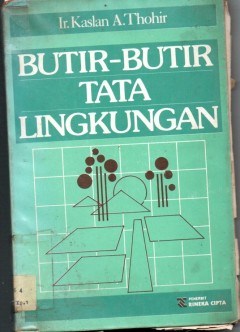 Ir. Kaslan A. Thohir
BUTIR-BUTIR
TATA
LINGKUNGAN
PENERBIT
RINEKA CIPTA